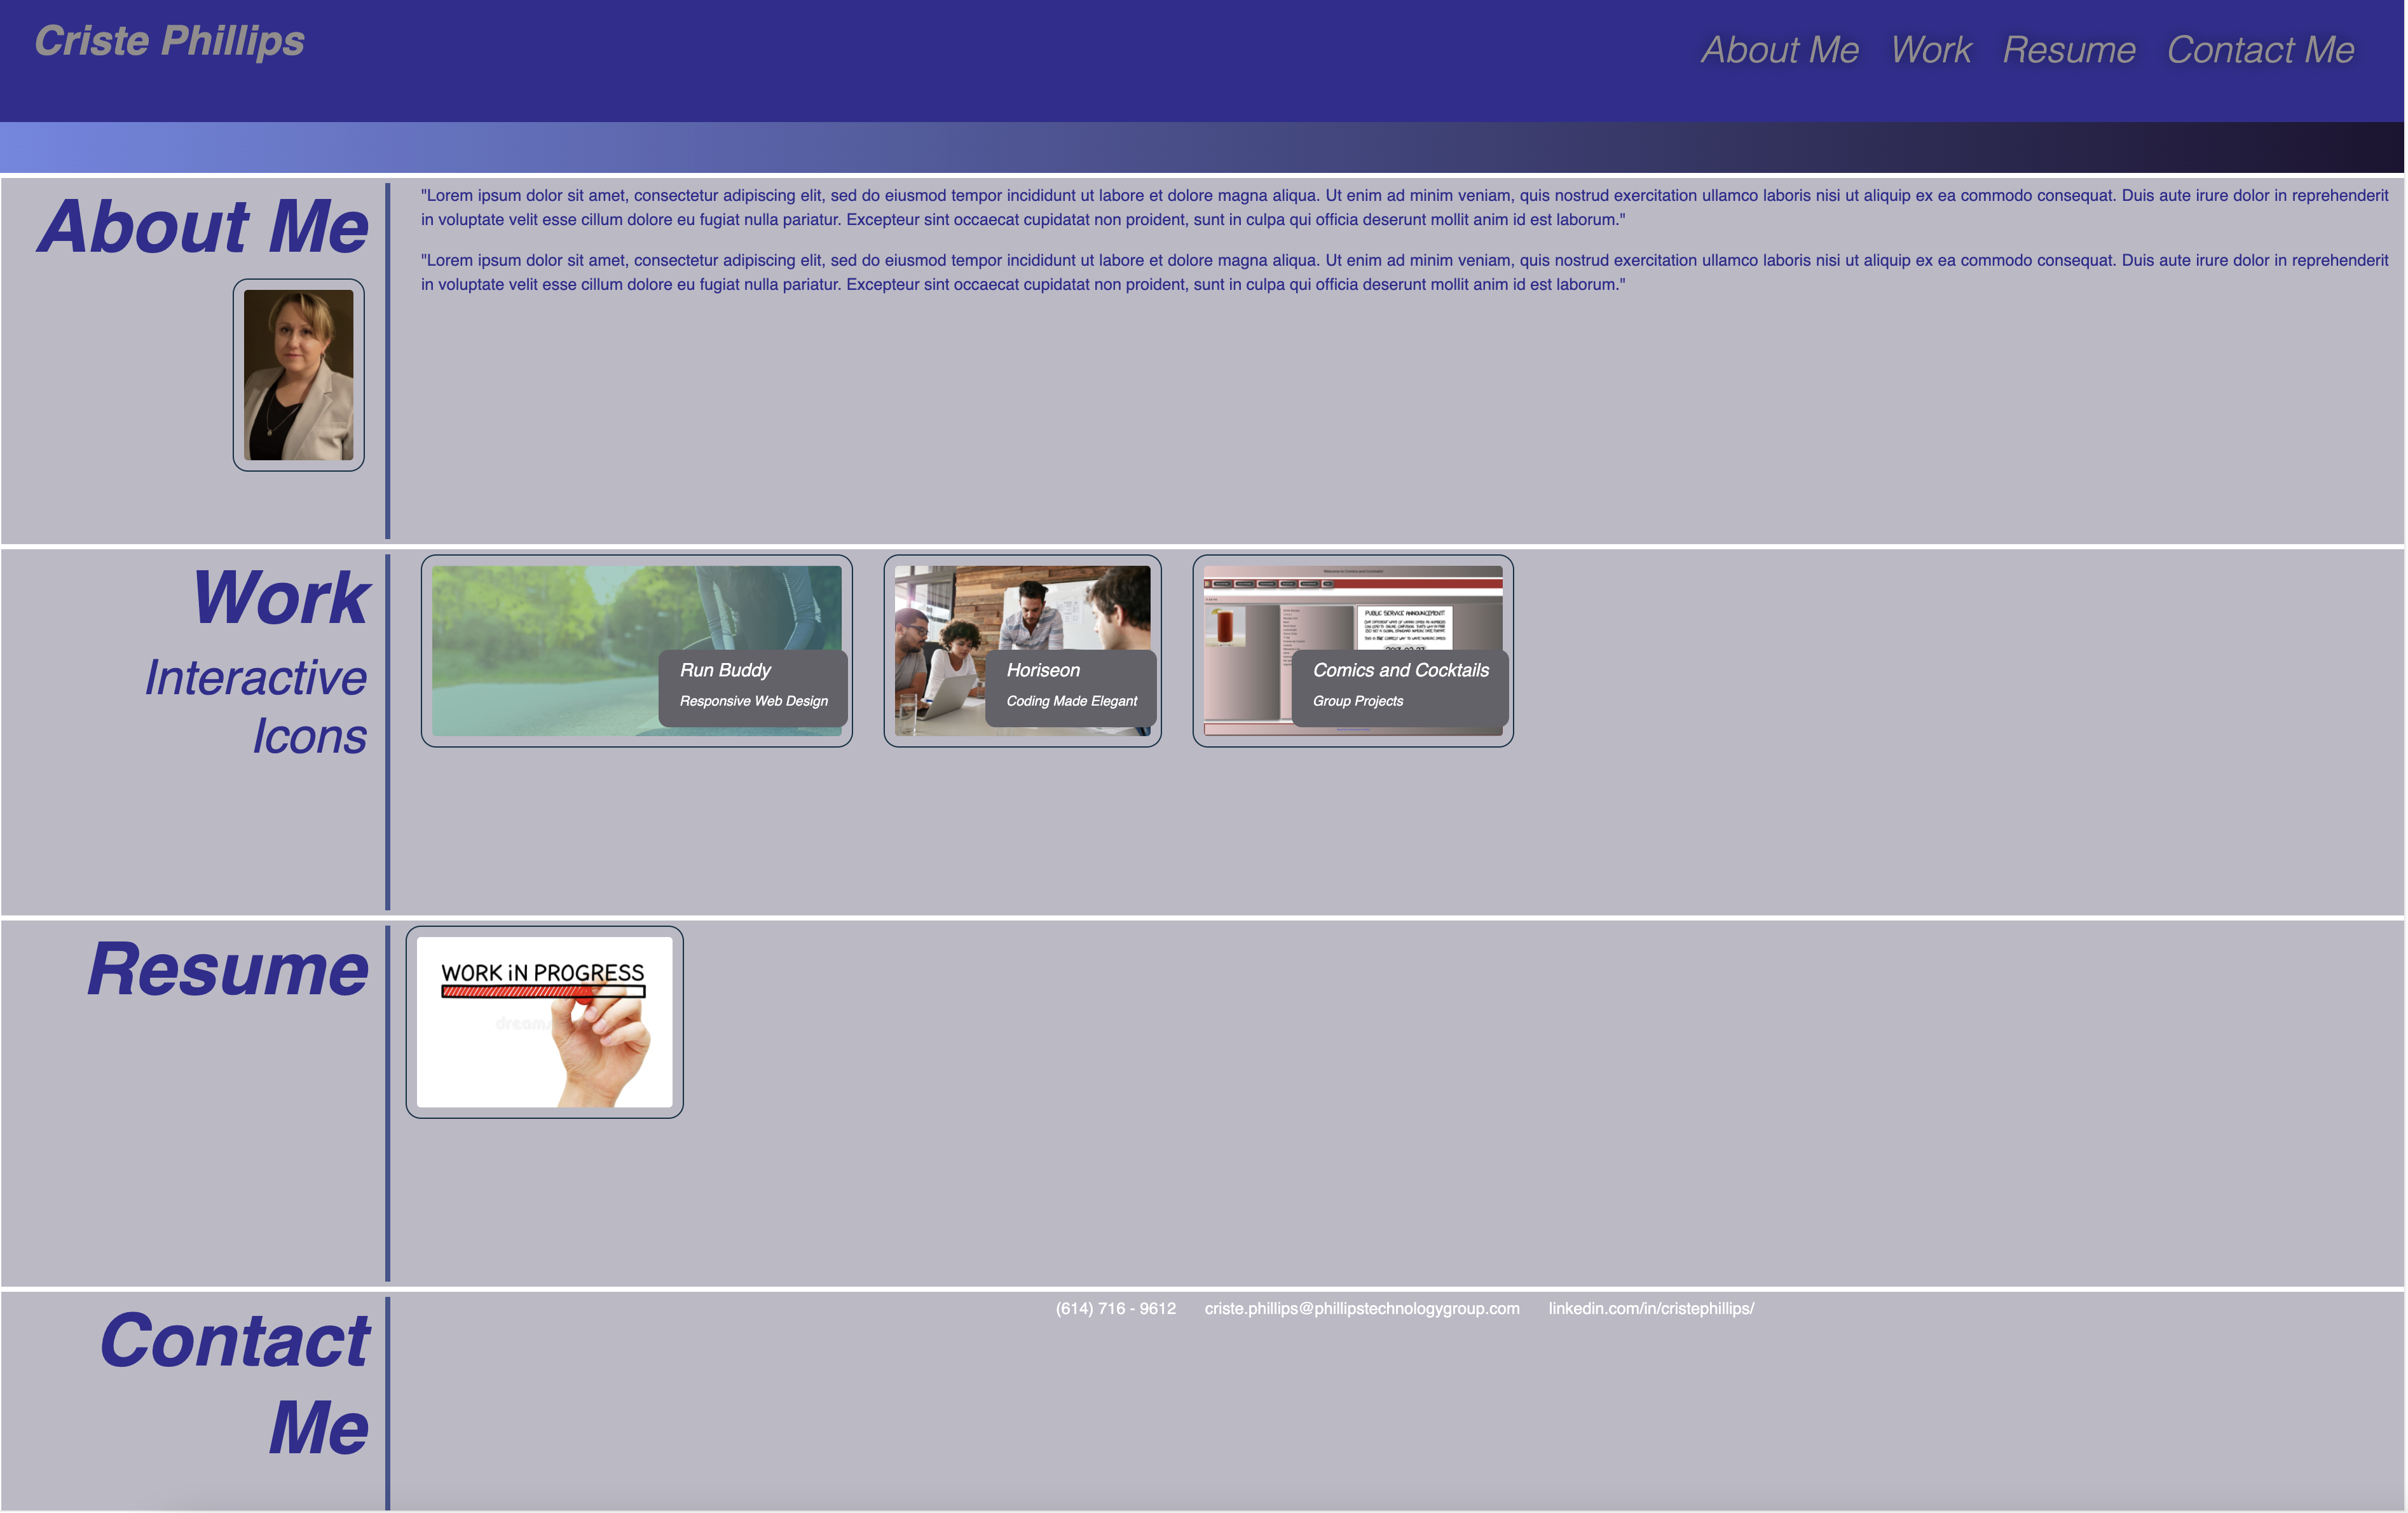 Criste Phillips
About Me Work Resume Contact Me
About Me
"Lorem ipsum dolor sit amet, consectetur adipiscing elit, sed do eiusmod tempor incididunt ut labore et dolore magna aliqua. Ut enim ad minim veniam, quis nostrud exercitation ullamco laboris nisi ut aliquip ex ea commodo consequat. Duis aute irure dolor in reprehenderit
in voluptate velit esse cillum dolore eu fugiat nulla pariatur. Excepteur sint occaecat cupidatat non proident, sunt in culpa qui officia deserunt mollit anim id est laborum."
"Lorem ipsum dolor sit amet, consectetur adipiscing elit, sed do eiusmod tempor incididunt ut labore et dolore magna aliqua. Ut enim ad minim veniam, quis nostrud exercitation ullamco laboris nisi ut aliquip ex ea commodo consequat. Duis aute irure dolor in reprehenderit
in voluptate velit esse cillum dolore eu fugiat nulla pariatur. Excepteur sint occaecat cupidatat non proident, sunt in culpa qui officia deserunt mollit anim id est laborum."
Work
Interactive
Icons
Run Buddy
Responsive Web Design
Horiseon
Coding Made Elegant
PUBLIC SERVICE ANNOUNCEMENT:
Comics and Cocktails
Group Projects
Resume
WORK iN PROGRESS
dreams
Contact
Me
(614) 716 - 9612
criste.phillips@phillipstechnologygroup.com
linkedin.com/in/cristephillips/